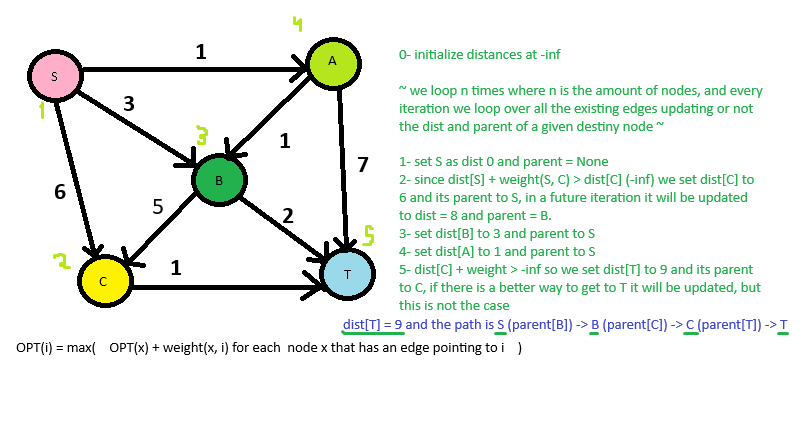 4
1
A
S
0- initialize distances at -inf
~ we loop n times where n is the amount of nodes, and every
iteration we loop over all the existing edges updating or not
the dist and parent of a given destiny node ~
1
3
3
1
7
B
6
5
2
1- set S as dist 0 and parent = None
2- since dist[S] + weight(S, C) > dist[C] (-inf) we set dist[C] to
6 and its parent to S, in a future iteration it will be updated
to dist = 8 and parent = B.
3- set dist[B] to 3 and parent to S
4- set dist[A] to 1 and parent to S
5- dist[C] + weight > -inf so we set dist[T] to 9 and its parent
to C, if there is a better way to get to T it will be updated, but
this is not the case
5
2
1
C
T
dist[T] = 9 and the path is S (parent[B]) -> B (parent[C]) -> C (parent[T]) -> T
OPT(i) = max( OPT(x) + weight(x, i) for each node x that has an edge pointing to i )